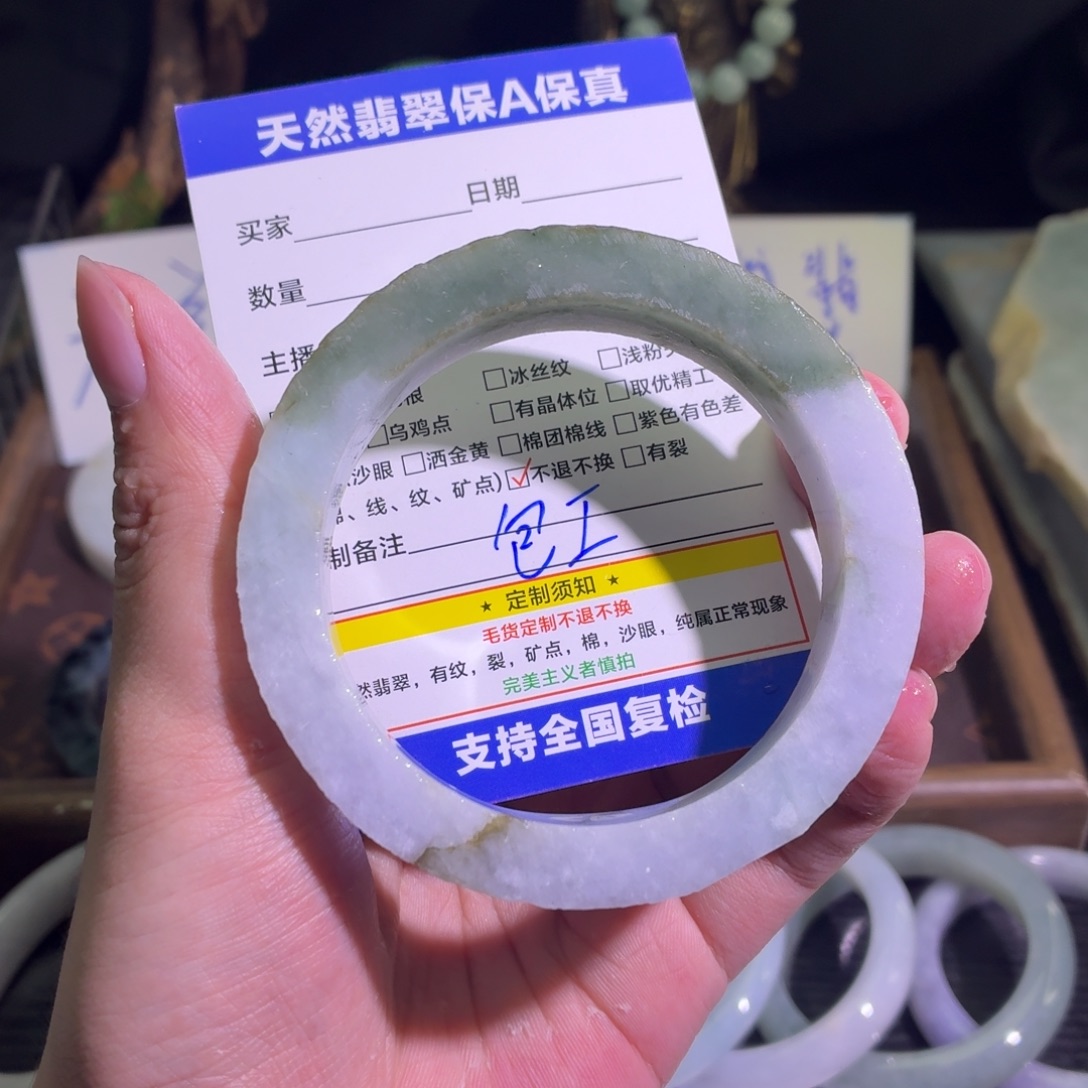 天然翡翠保A保真
买家 日期
数量
主播
□冰丝纹 □浅粉
乌鸡点 □有晶体位 □取优精工
沙眼 □洒金黄 □棉团棉线 □紫色有色差
、线、纹、矿点) ☑不退不换 □有裂
制备注 包工
★ 定制须知 ★
毛货定制不退不换
然翡翠，有纹，裂，矿点，棉，沙眼，纯属正常现象
完美主义者慎拍
支持全国复检